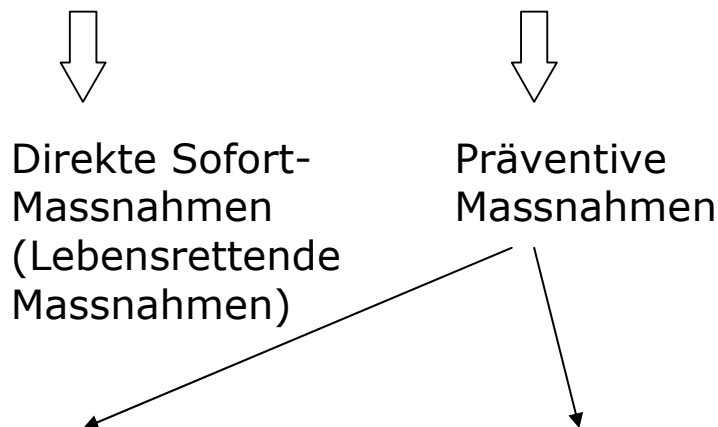 Direkte Sofort-
Massnahmen
(Lebensrettende
Massnahmen)
Präventive
Massnahmen